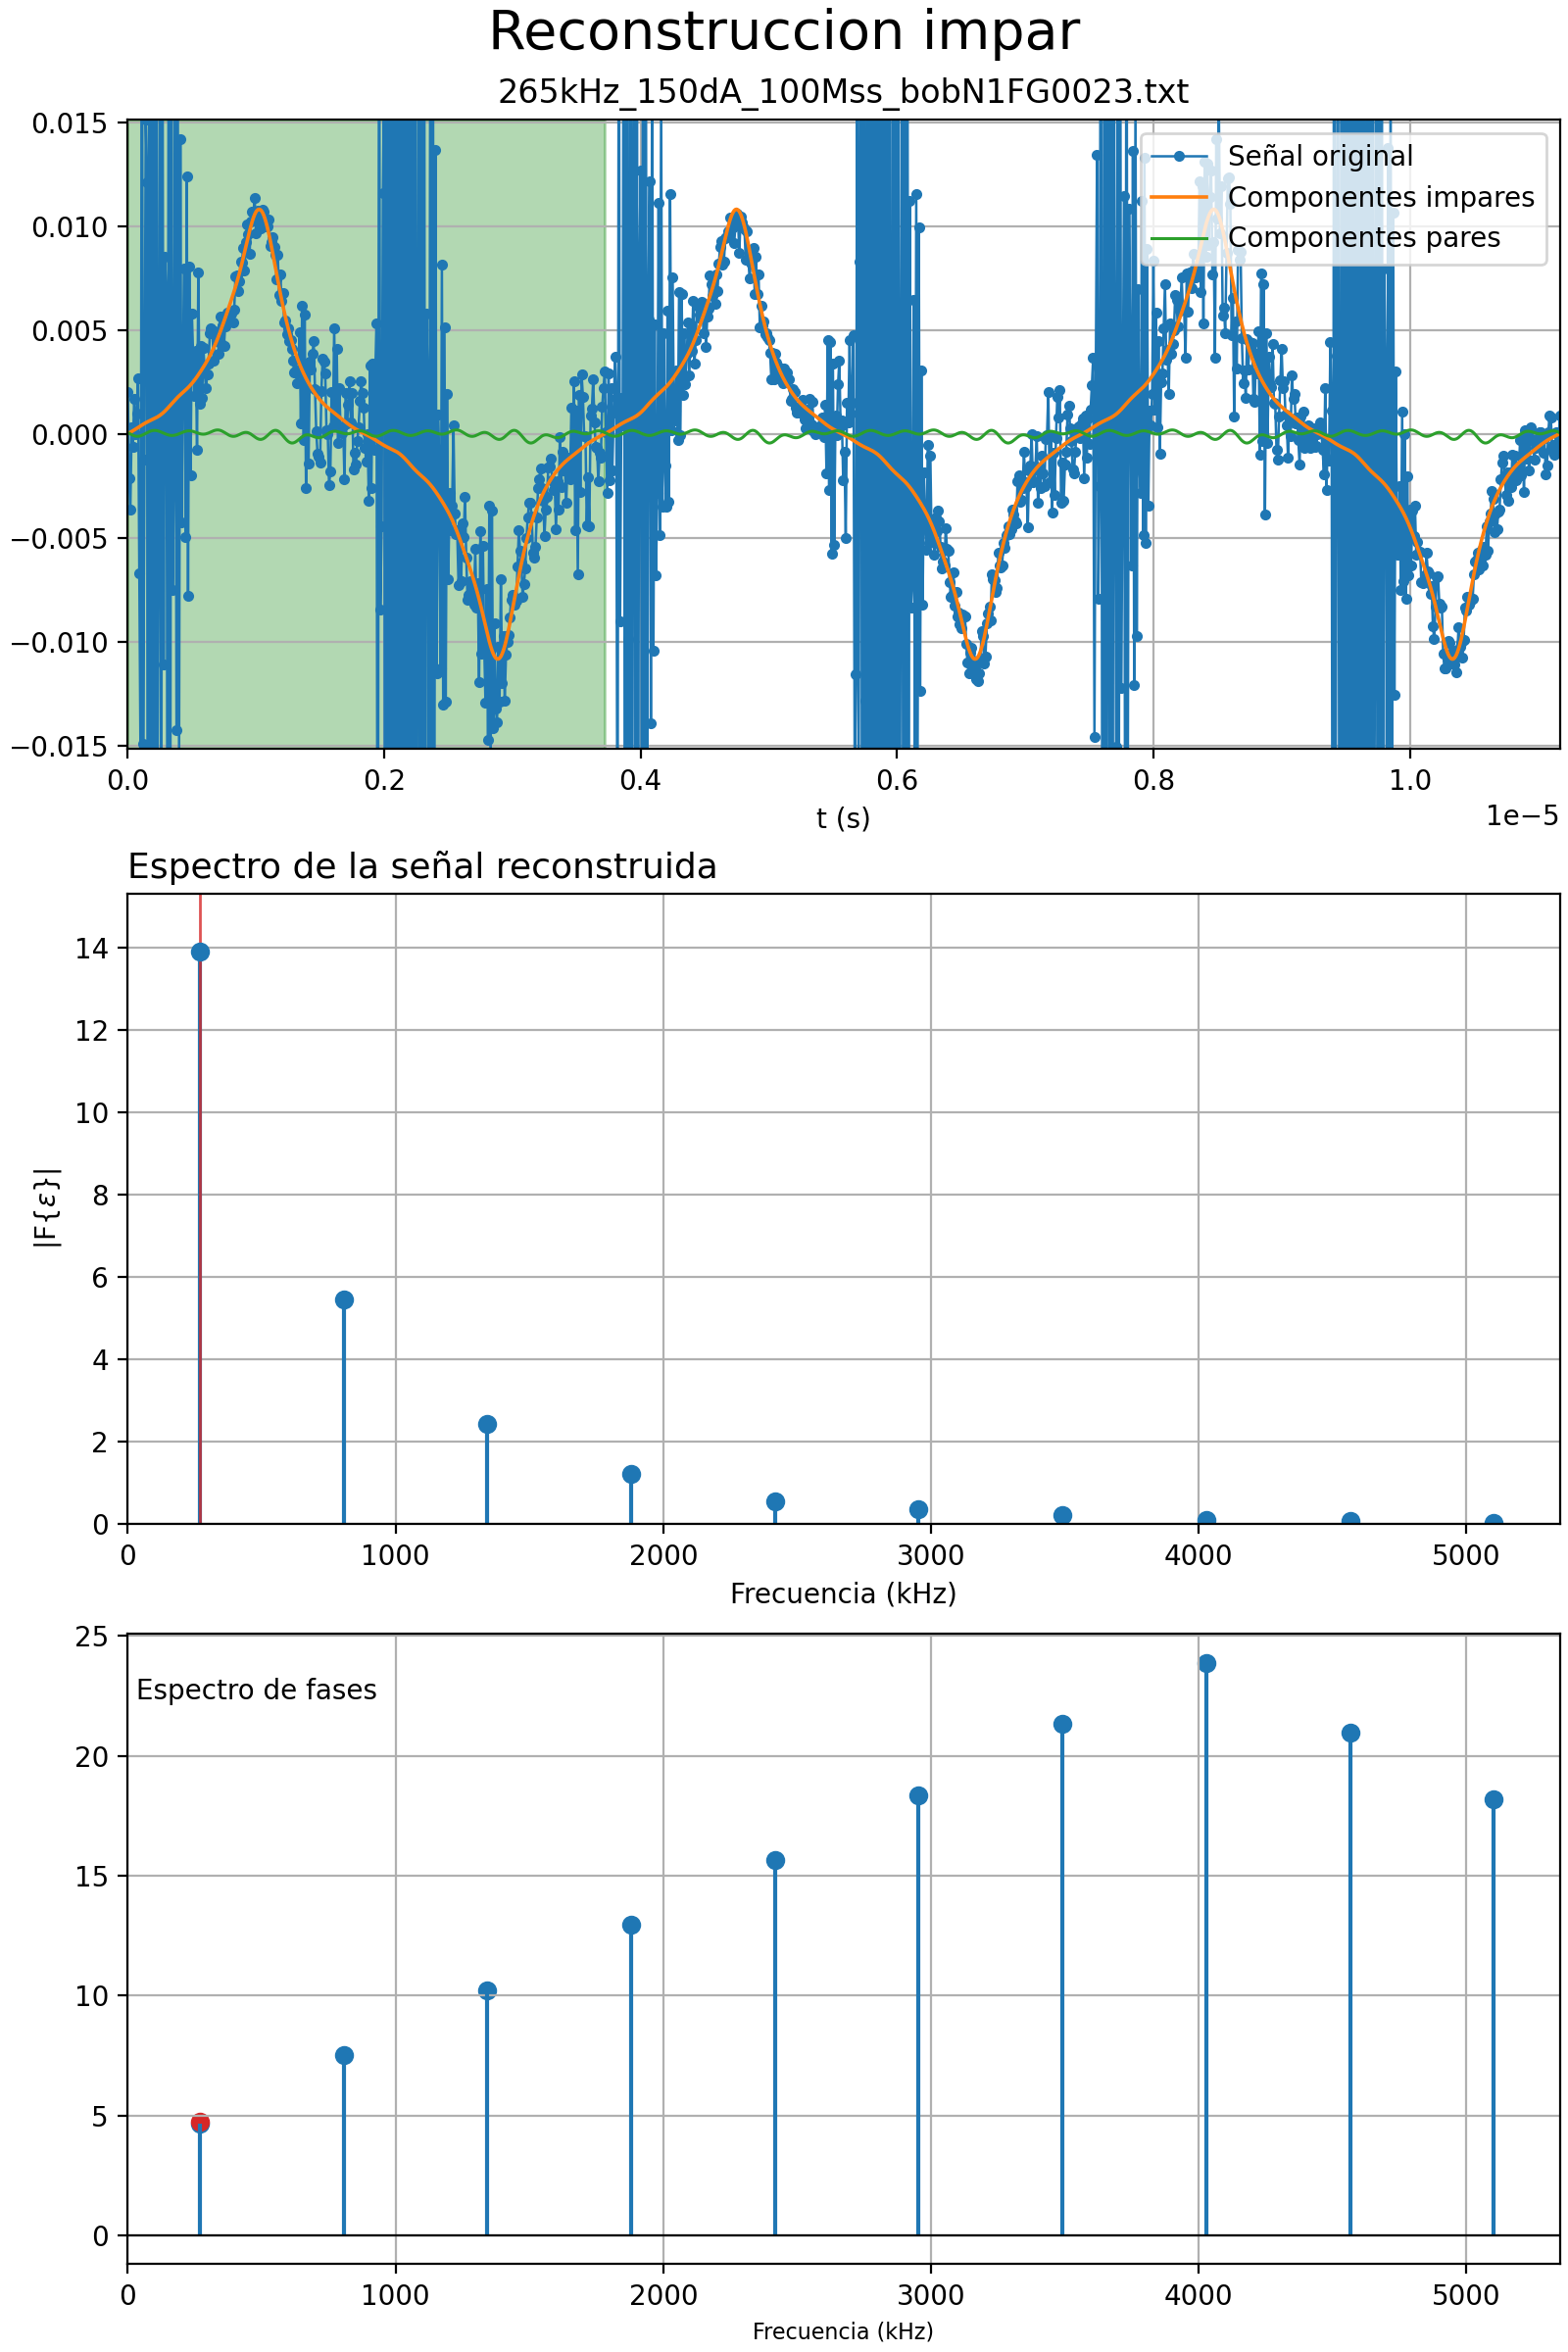 Reconstruccion impar
265kHz_150dA_100Mss_bobN1FG0023.txt
0.015
0.010
0.005
0.000
−0.005
−0.010
−0.015
Señal original
Componentes impares
Componentes pares
0.0 0.2 0.4 0.6 0.8 1.0
t (s)
1e−5
Espectro de la señal reconstruida
14
12
10
8
6
4
2
0
|F{ε}|
0 1000 2000 3000 4000 5000
Frecuencia (kHz)
25
20
15
10
5
0
Espectro de fases
0 1000 2000 3000 4000 5000
Frecuencia (kHz)